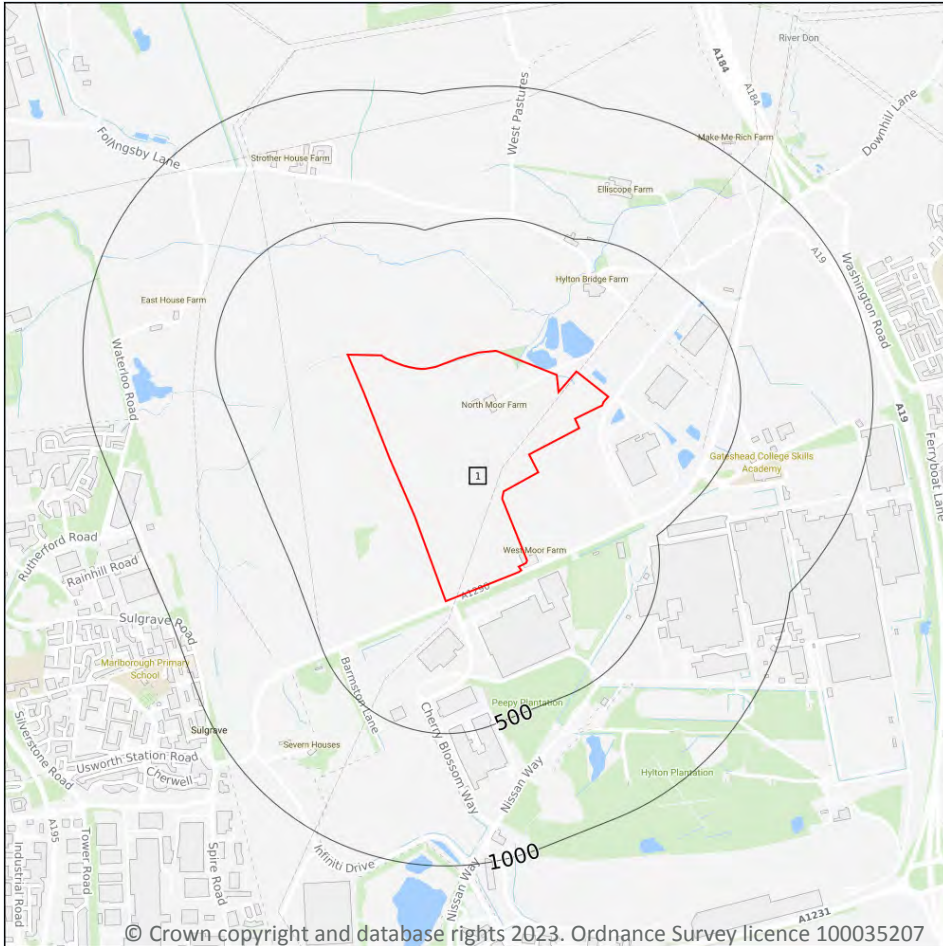 River Don
A184
A184
West Pastures
Downhill Lane
Make-Me-Rich Farm
Follingsby Lane
Strother House Farm
Elliscope Farm
A19
Washington Road
Hylton Bridge Farm
East House Farm
Waterloo Road
North Moor Farm
A19
Gateshead College Skills
Academy
1
Ferryboat Lane
Rutherford Road
Rainhill Road
West Moor Farm
A1290
Sulgrave Road
Marlborough Primary
School
Barmston Lane
Peepy Plantation
500
Silverstone Road
Sulgrave
Severn Houses
Cherry Blossom Way
Usworth Station Road
Cherwell
Nissan Way
Hylton Plantation
A195
Tower Road
Industrial Road
Spire Road
Infiniti Drive
1000
Nissan Way
A1231
© Crown copyright and database rights 2023. Ordnance Survey licence 100035207